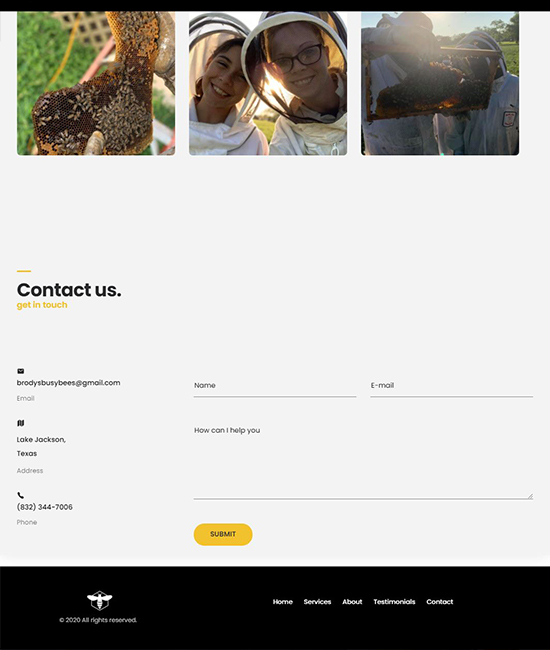 Contact us.
get in touch
brodysbusybees@gmail.com
Email
Lake Jackson,
Texas
Address
(832) 344-7006
Phone
Name
E-mail
How can I help you
SUBMIT
© 2020 All rights reserved.
Home Services About Testimonials Contact